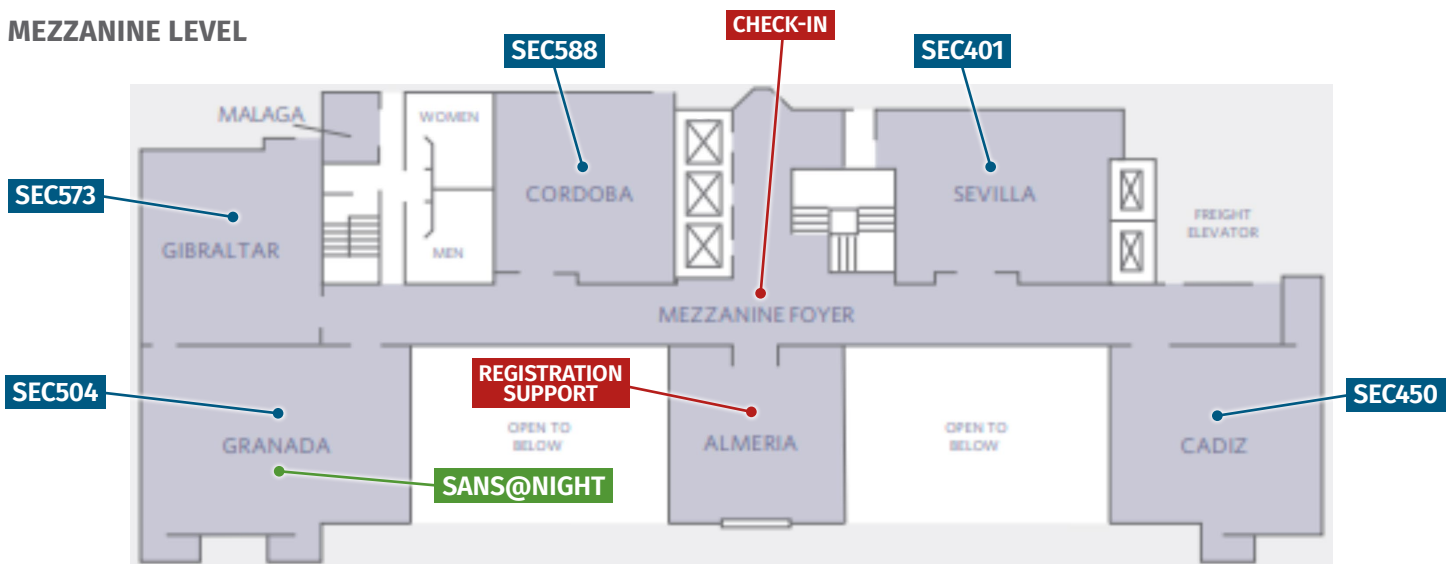 MEZZANINE LEVEL
CHECK-IN
SEC588
SEC401
MALAGA
WOMEN
CORDOBA
SEVILLA
SEC573
FREIGHT
ELEVATOR
GIBRALTAR
MEN
MEZZANINE FOYER
REGISTRATION
SUPPORT
SEC504
SEC450
OPEN TO
BELOW
OPEN TO
BELOW
GRANADA
ALMERIA
CADIZ
SANS@NIGHT